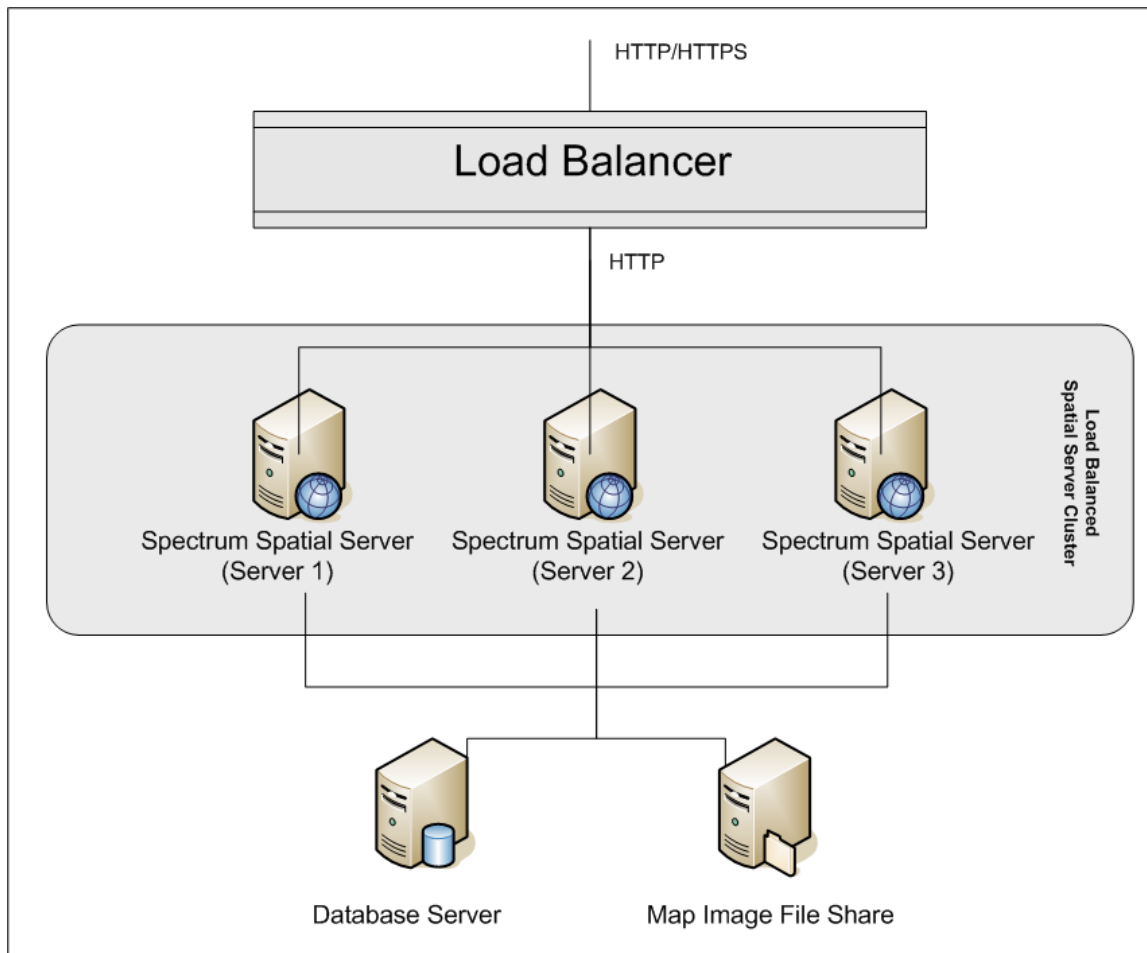 HTTP/HTTPS
Load Balancer
HTTP
Load Balanced
Spatial Server Cluster
Spectrum Spatial Server
(Server 1)
Spectrum Spatial Server
(Server 2)
Spectrum Spatial Server
(Server 3)
Database Server
Map Image File Share